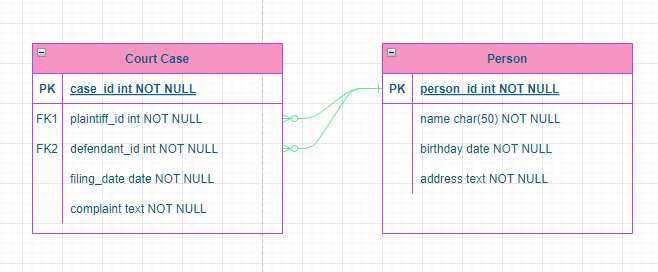 Court Case
PK case_id int NOT NULL
FK1 plaintiff_id int NOT NULL
FK2 defendant_id int NOT NULL
filing_date date NOT NULL
complaint text NOT NULL
Person
PK person_id int NOT NULL
name char(50) NOT NULL
birthday date NOT NULL
address text NOT NULL